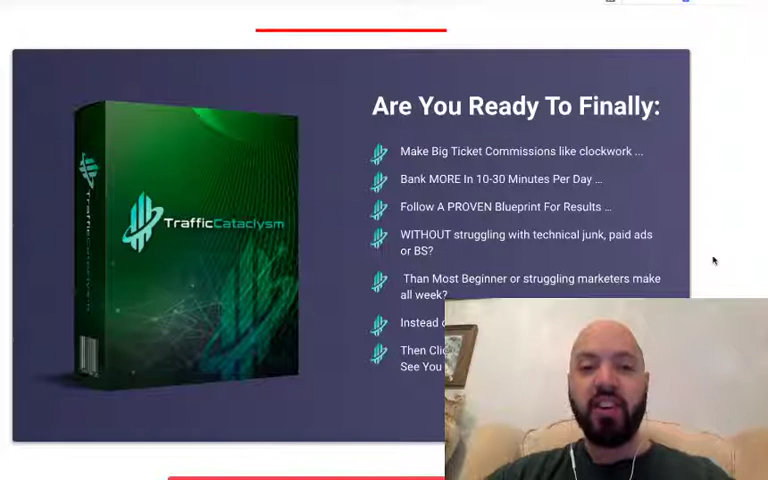 Are You Ready To Finally:
Make Big Ticket Commissions like clockwork ...
Bank MORE In 10-30 Minutes Per Day ...
Follow A PROVEN Blueprint For Results ...
WITHOUT struggling with technical junk, paid ads
or BS?
Than Most Beginner or struggling marketers make
all week?
Instead
Then
See You
TrafficCataclysm
TrafficCataclysm